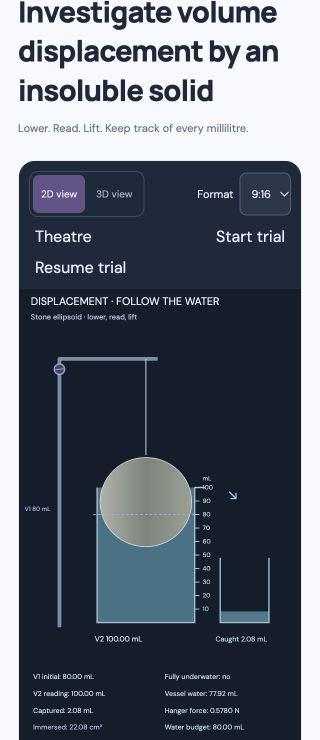 Investigate volume
displacement by an
insoluble solid
Lower. Read. Lift. Keep track of every millilitre.
2D view
3D view
Format
9:16
Theatre
Start trial
Resume trial
DISPLACEMENT · FOLLOW THE WATER
Stone ellipsoid · lower, read, lift
mL
100
90
80
70
60
50
40
30
20
10
V1 80 mL
V2 100.00 mL
Caught 2.08 mL
V1 initial: 80.00 mL
Fully underwater: no
V2 reading: 100.00 mL
Vessel water: 77.92 mL
Captured: 2.08 mL
Hanger force: 0.5780 N
Immersed: 22.08 cm³
Water budget: 80.00 mL